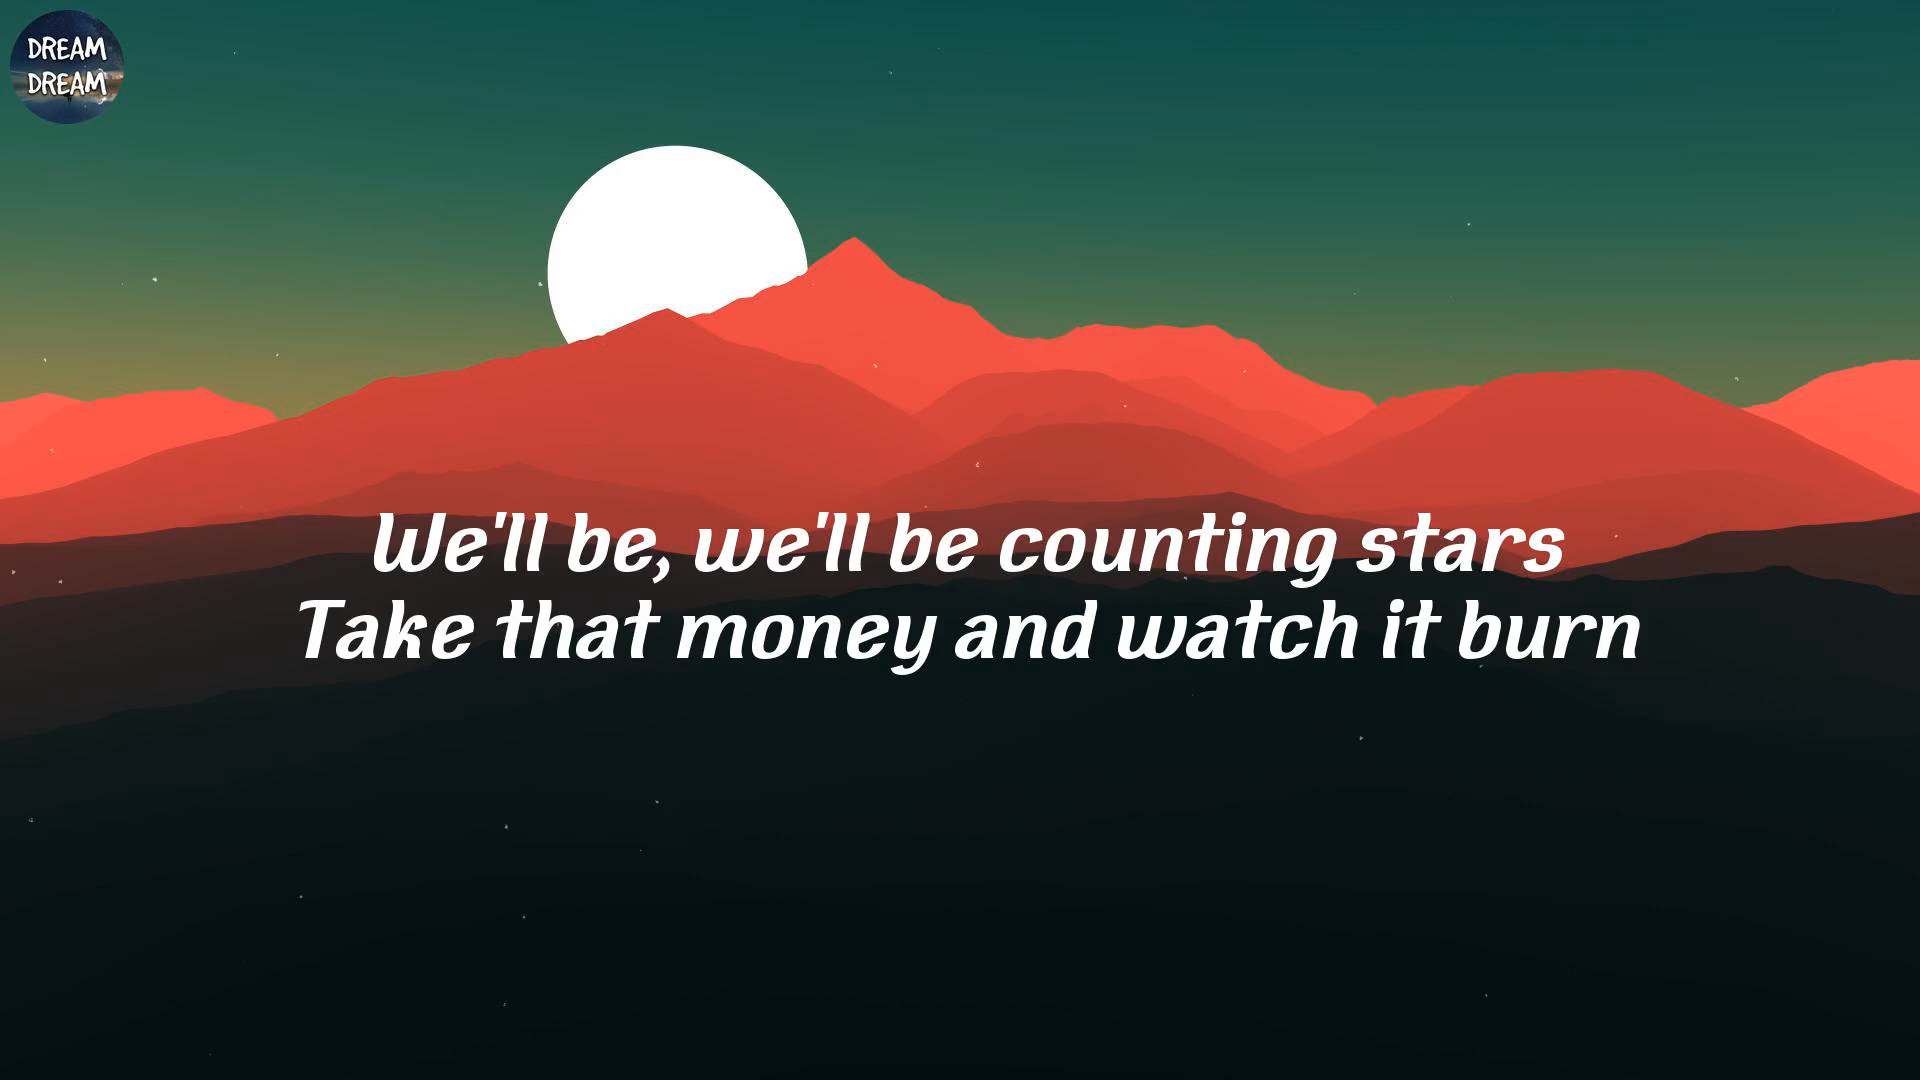 DREAM
DREAM
We'll be, we'll be counting stars
Take that money and watch it burn